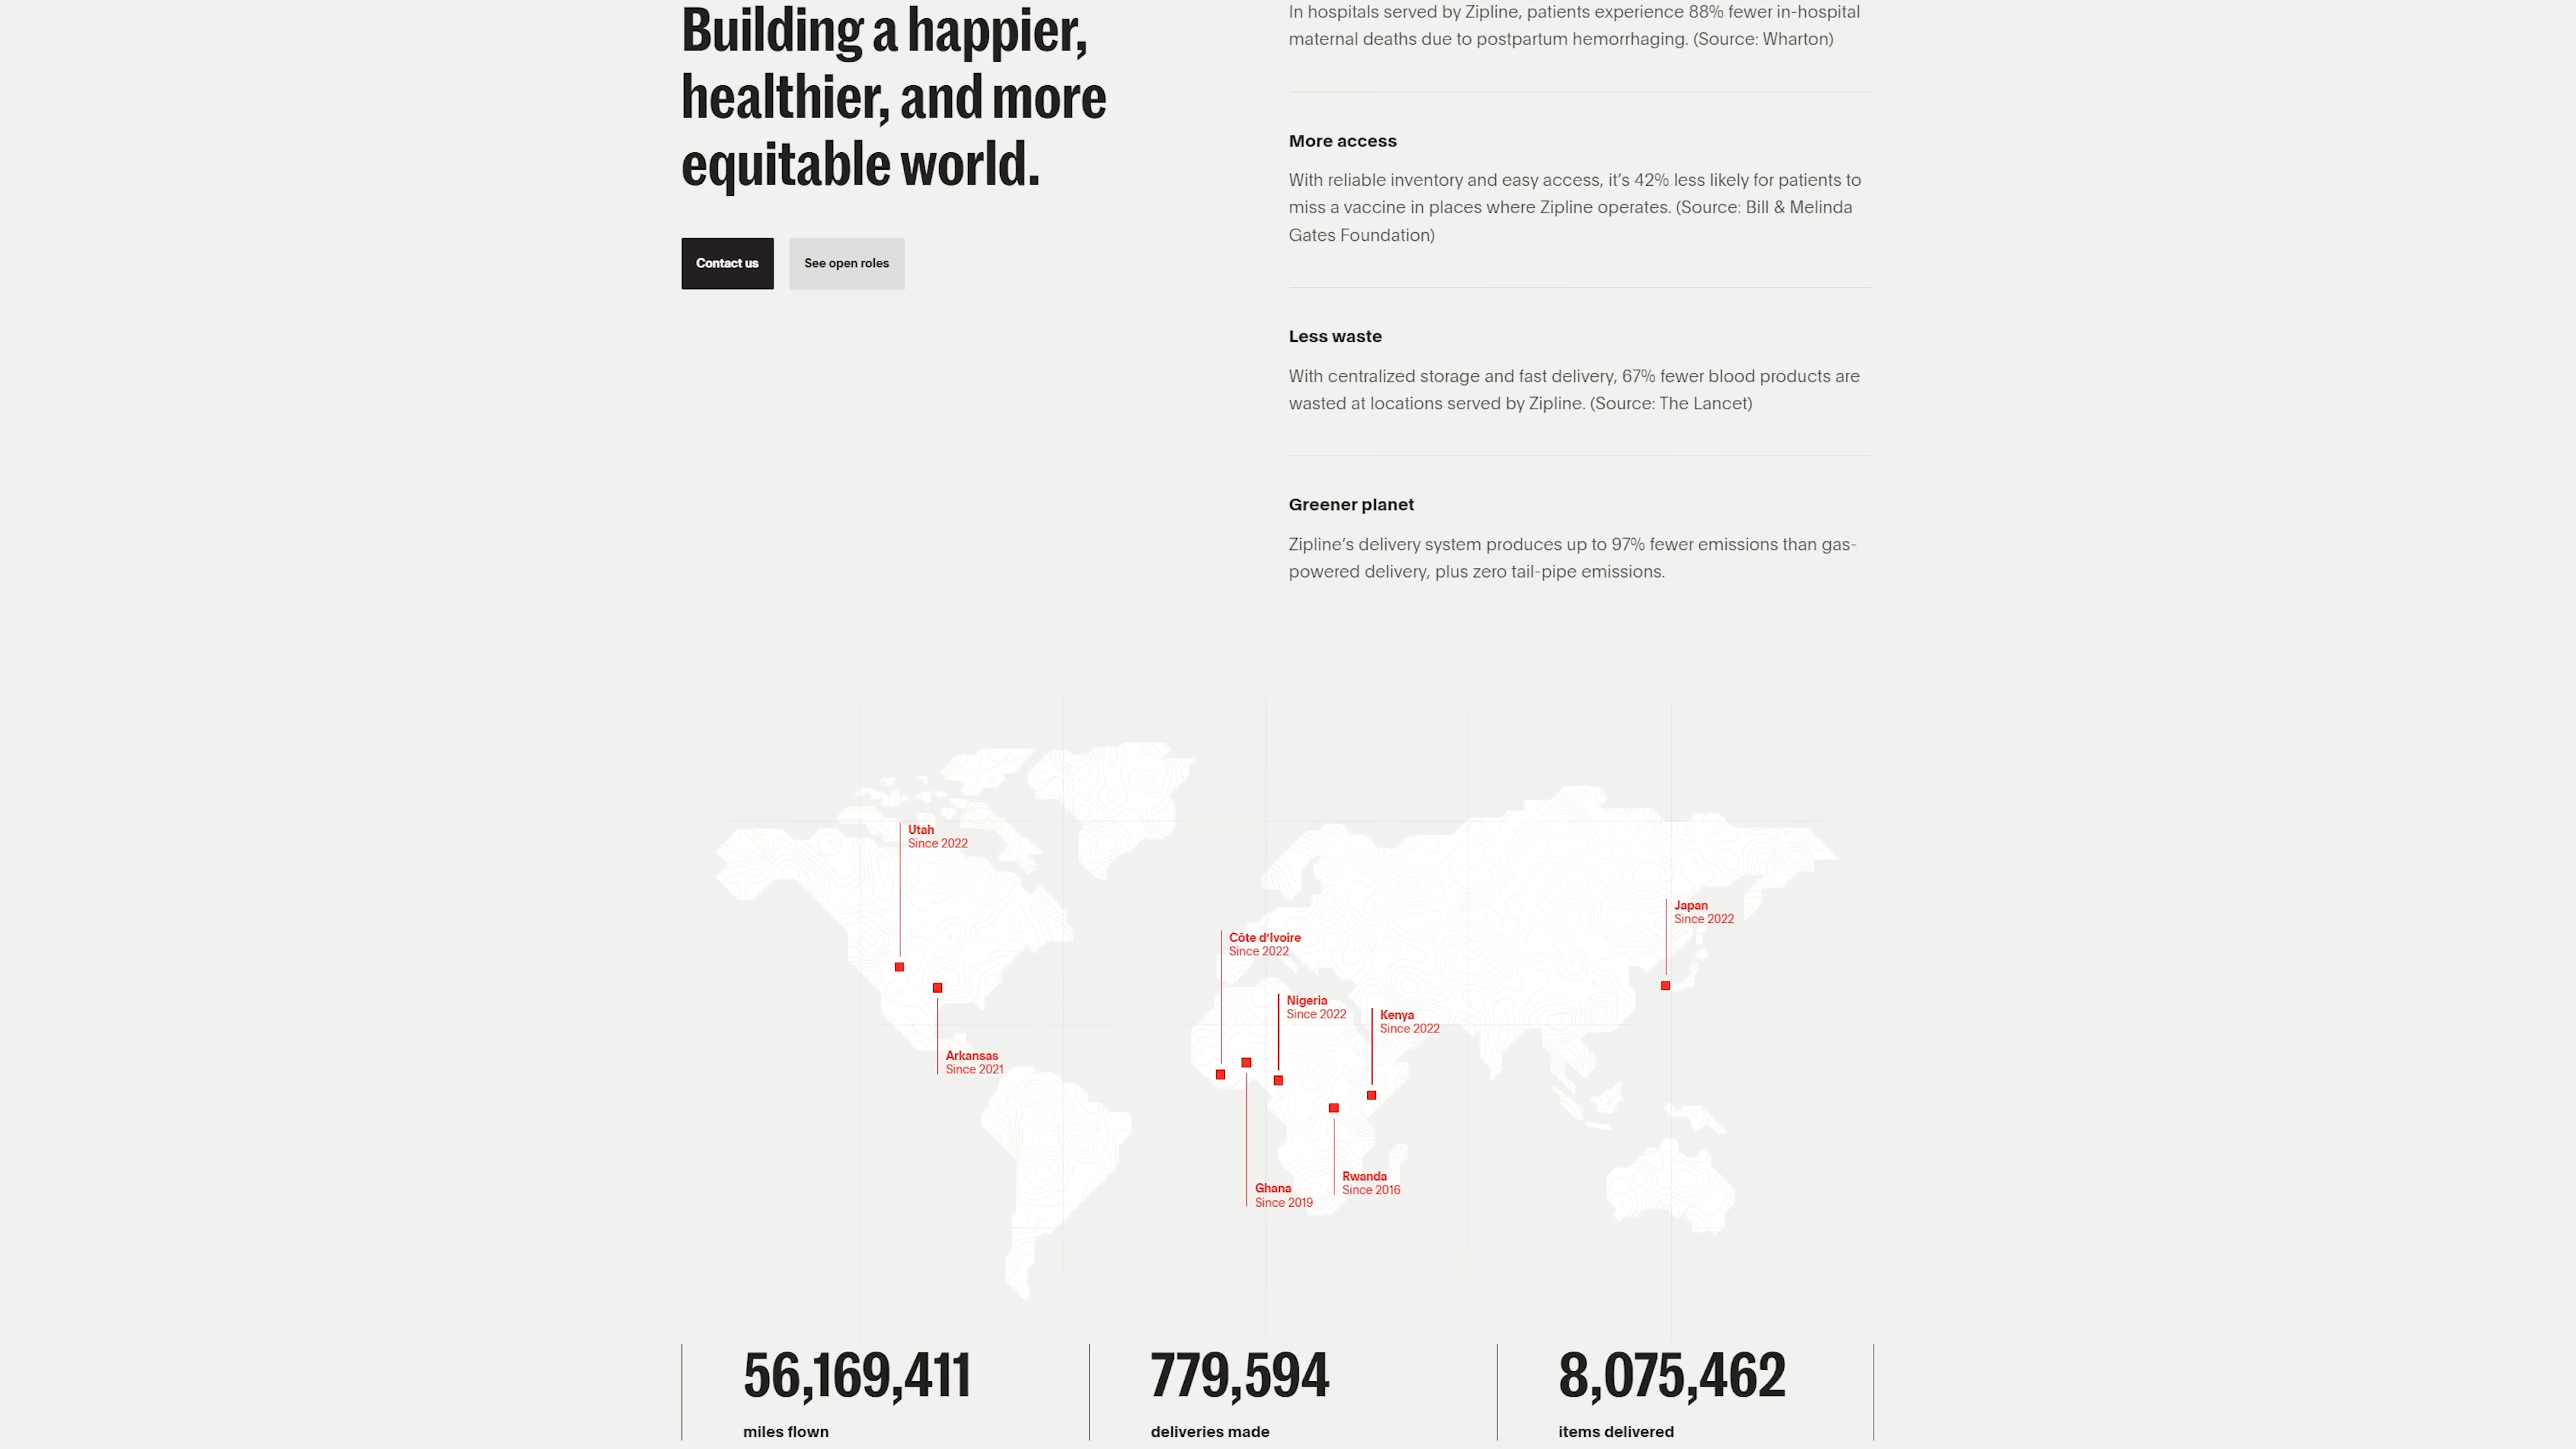 Building a happier,
healthier, and more
equitable world.
Contact us
See open roles
In hospitals served by Zipline, patients experience 88% fewer in-hospital
maternal deaths due to postpartum hemorrhaging. (Source: Wharton)
More access
With reliable inventory and easy access, it’s 42% less likely for patients to
miss a vaccine in places where Zipline operates. (Source: Bill & Melinda
Gates Foundation)
Less waste
With centralized storage and fast delivery, 67% fewer blood products are
wasted at locations served by Zipline. (Source: The Lancet)
Greener planet
Zipline’s delivery system produces up to 97% fewer emissions than gas-
powered delivery, plus zero tail-pipe emissions.
Utah
Since 2022
Arkansas
Since 2021
Côte d’Ivoire
Since 2022
Nigeria
Since 2022
Kenya
Since 2022
Japan
Since 2022
Ghana
Since 2019
Rwanda
Since 2016
56,169,411
miles flown
779,594
deliveries made
8,075,462
items delivered